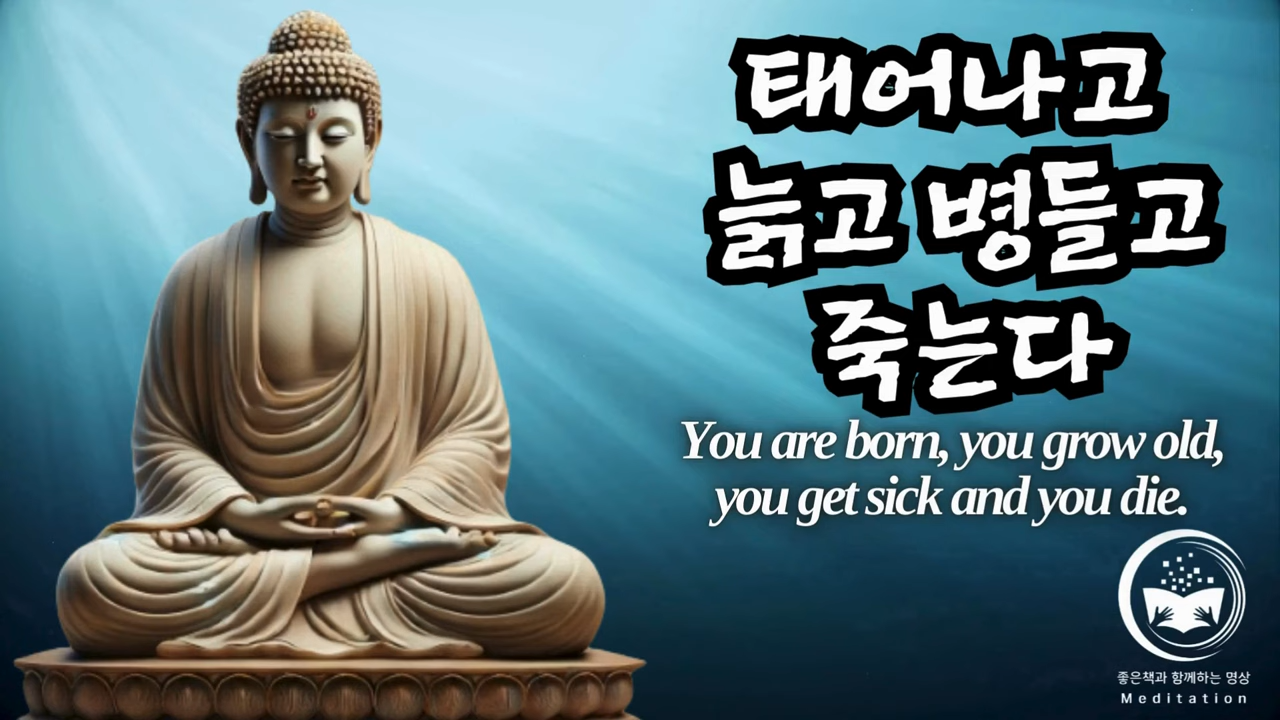 태어나고
늙고 병들고
죽는다
You are born, you grow old,
you get sick and you die.
좋은책과 함께하는 명상
Meditation